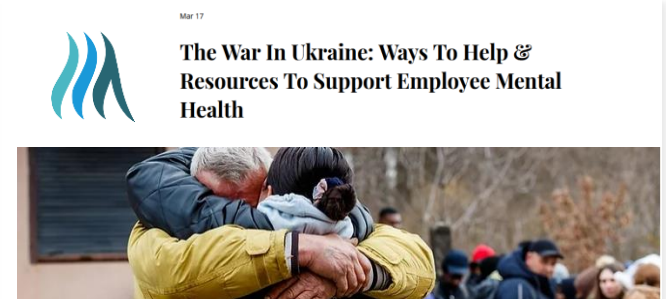 Mar 17
The War In Ukraine: Ways To Help &
Resources To Support Employee Mental
Health